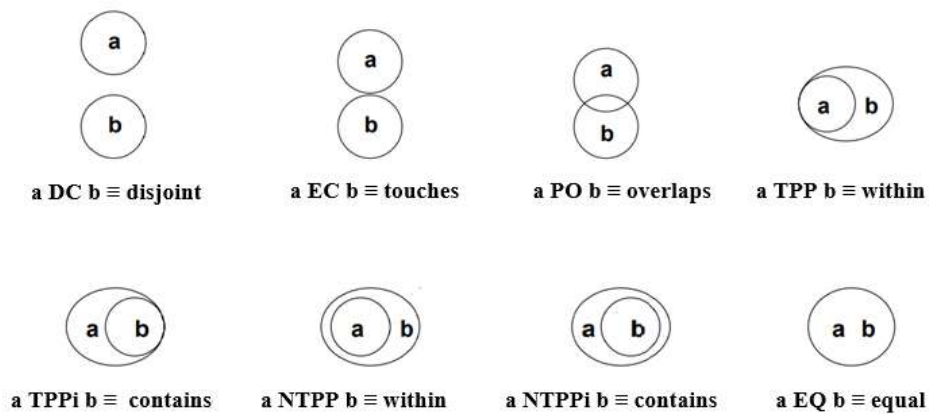 a
b
a DC b ≡ disjoint
a
b
a EC b ≡ touches
a
b
a PO b ≡ overlaps
a b
a TPP b ≡ within
a b
a TPPi b ≡ contains
a b
a NTPP b ≡ within
a b
a NTPPi b ≡ contains
a b
a EQ b ≡ equal